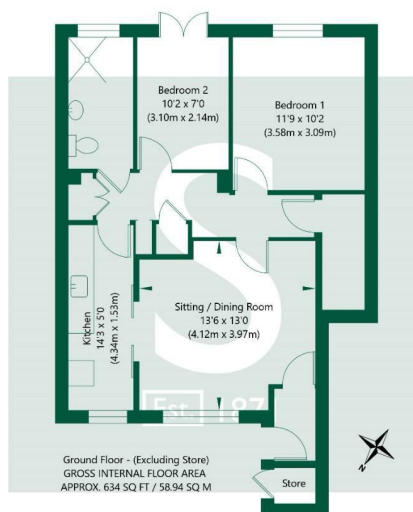 Bedroom 2
10'2 x 7'0
(3.10m x 2.14m)
Bedroom 1
11'9 x 10'2
(3.58m x 3.09m)
S
Kitchen
14'3 x 5'0
(4.34m x 1.53m)
Sitting / Dining Room
13'6 x 13'0
(4.12m x 3.97m)
Est. 187
Ground Floor - (Excluding Store)
GROSS INTERNAL FLOOR AREA
APPROX. 634 SQ FT / 58.94 SQ M
Store
N